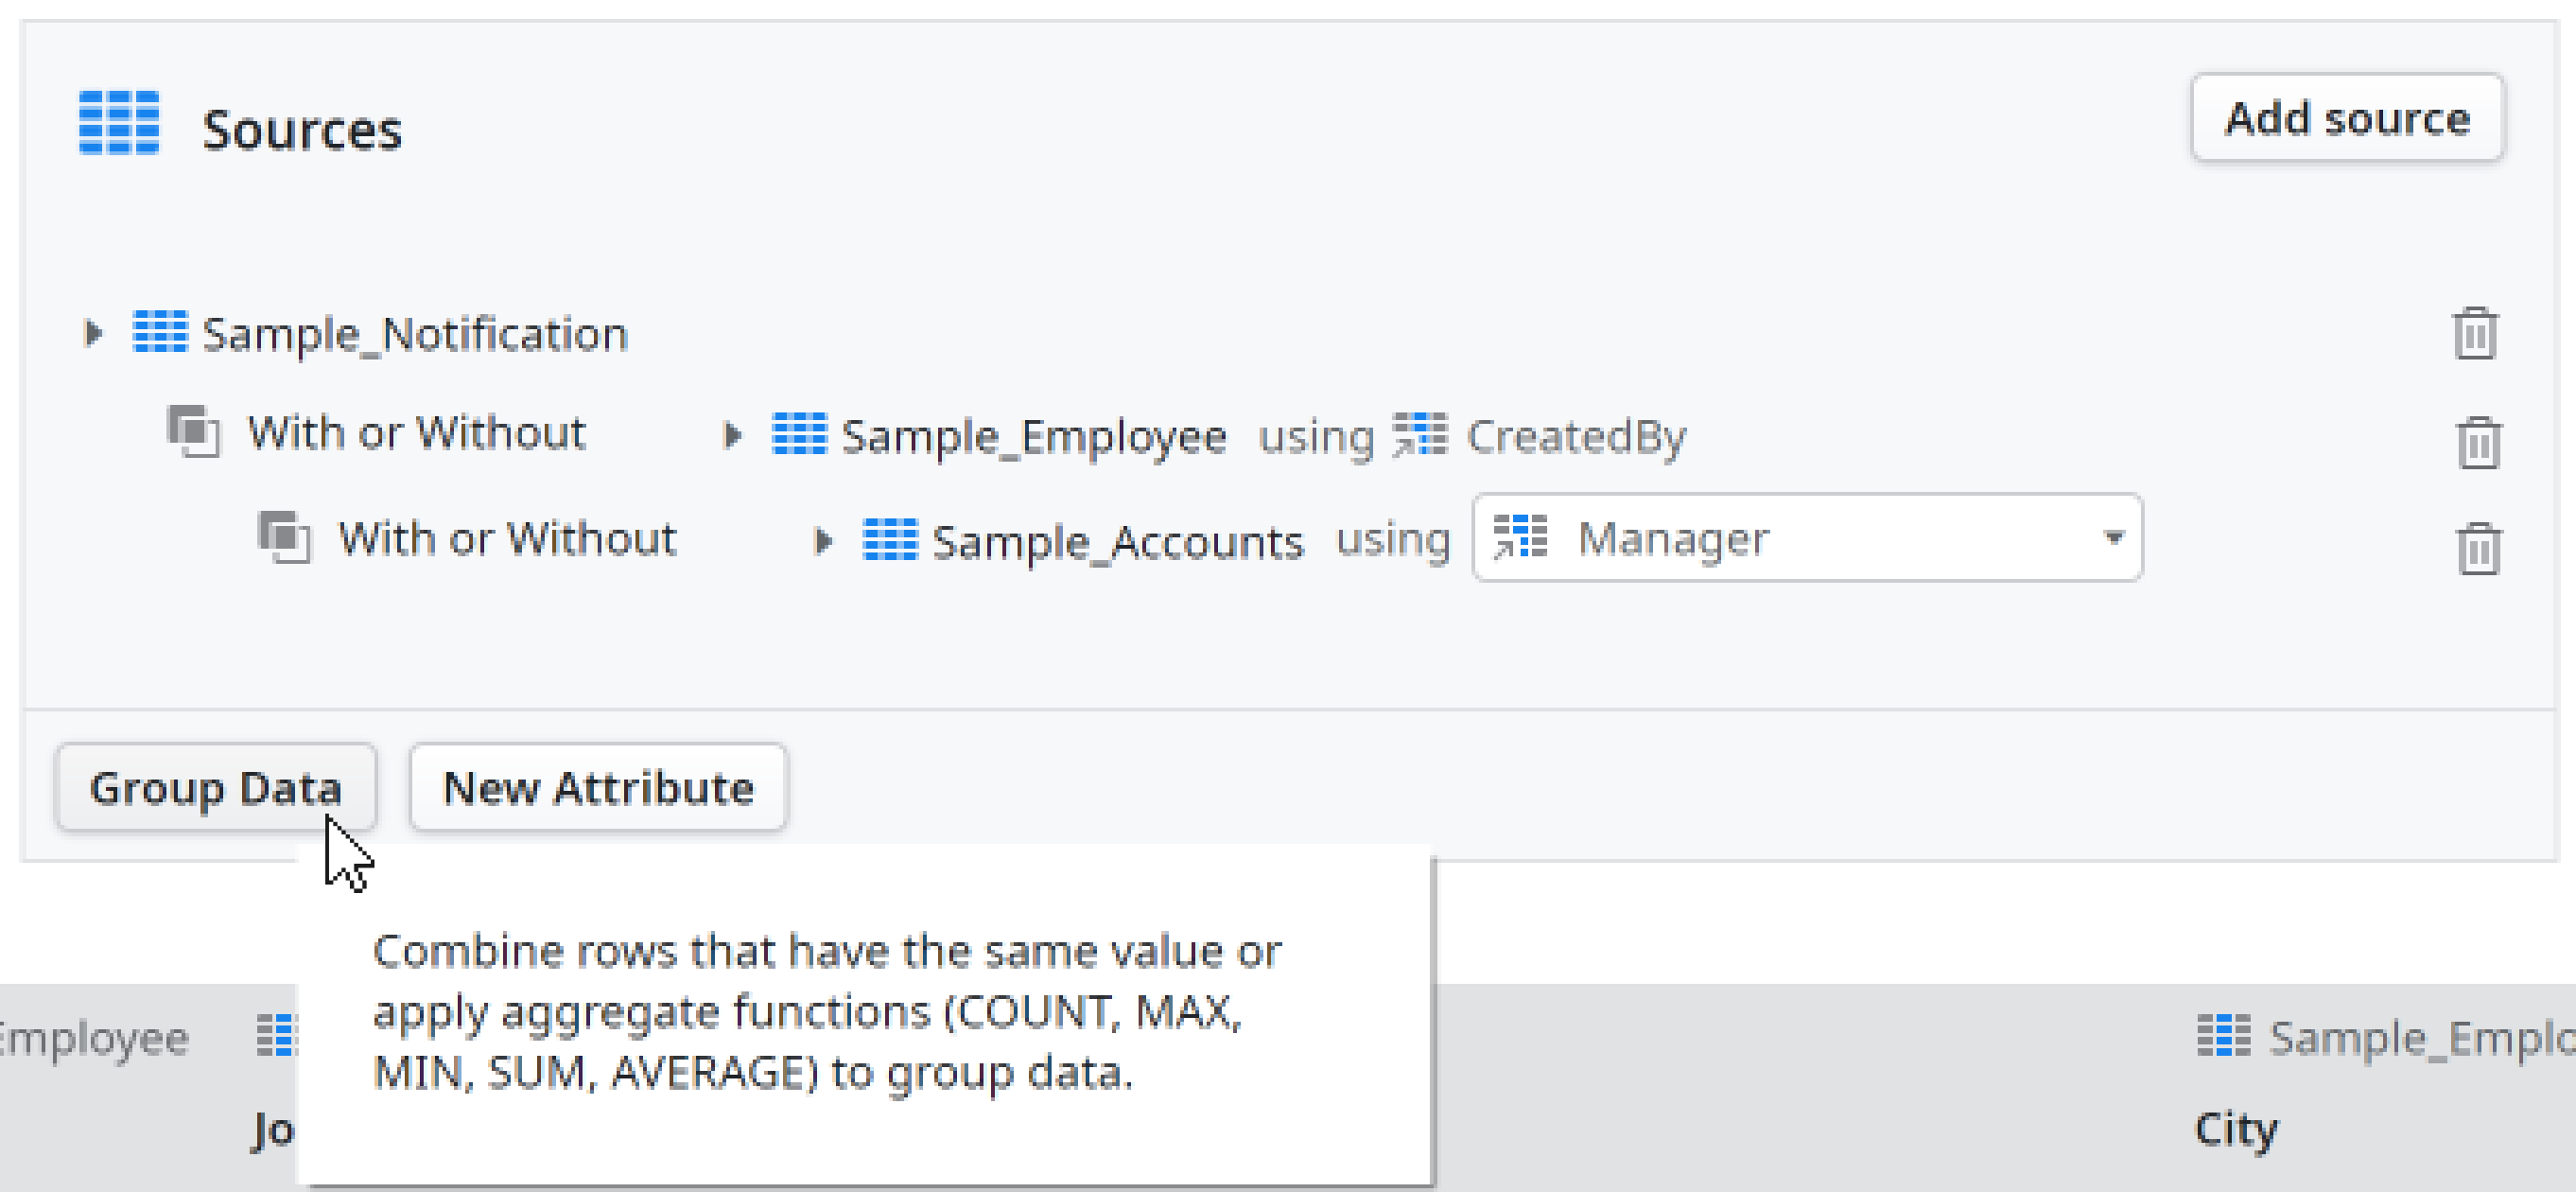 Sources
Add source
Sample_Notification
With or Without Sample_Employee using CreatedBy
With or Without Sample_Accounts using Manager
Group Data New Attribute
Combine rows that have the same value or
apply aggregate functions (COUNT, MAX,
MIN, SUM, AVERAGE) to group data.
Employee Sample_Emplo
Jo City